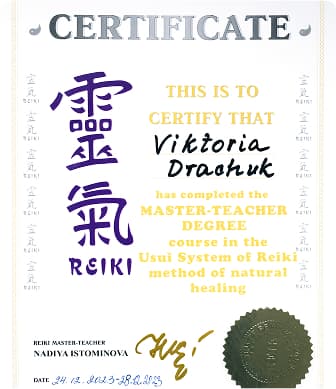 CERTIFICATE
靈氣
REIKI
THIS IS TO
CERTIFY THAT
Viktoria
Drachuk
has completed the
MASTER-TEACHER
DEGREE
course in the
Usui System of Reiki
method of natural
healing
REIKI MASTER-TEACHER
NADIYA ISTOMINOVA
DATE 24.12.2023-28.12.2023